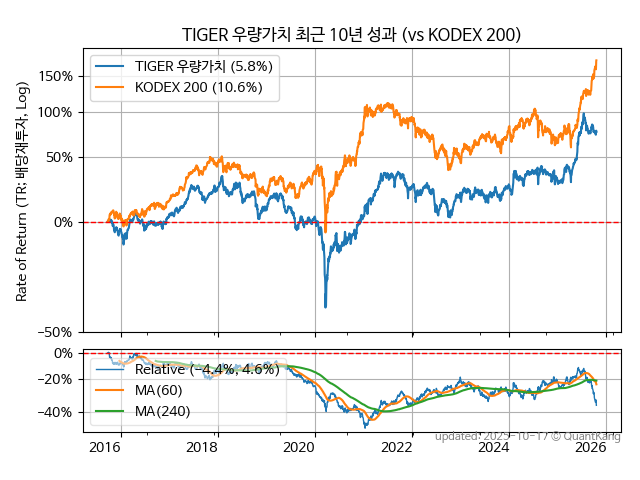 TIGER 우량가치 최근 10년 성과 (vs KODEX 200)
Rate of Return (TR: 배당재투자, Log)
150%
100%
50%
0%
−50%
TIGER 우량가치 (5.8%)
KODEX 200 (10.6%)
0%
−20%
−40%
Relative (−4.4%, 4.6%)
MA(60)
MA(240)
2016 2018 2020 2022 2024 2026
updated: 2025-10-17 © QuantKang